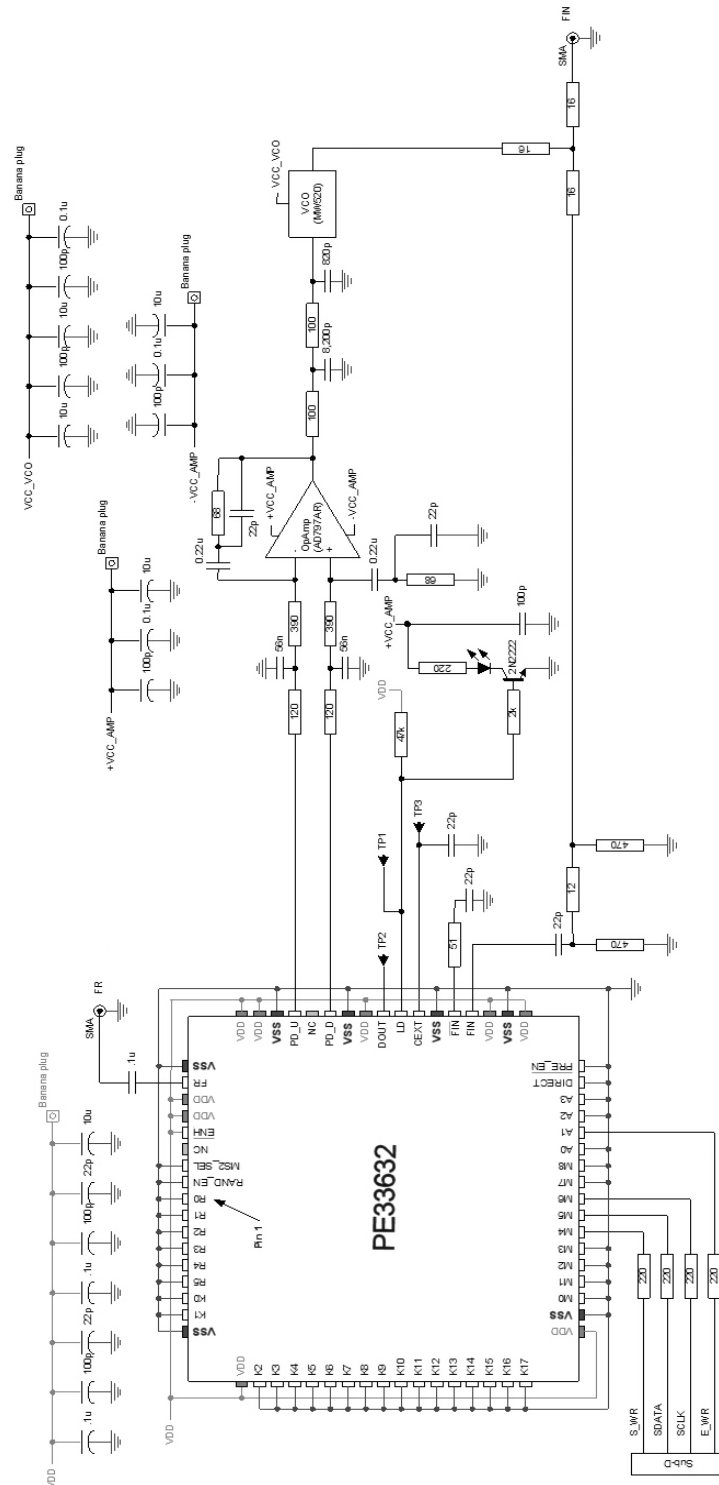 FIN
SMA
16
16
16
VCO
(MW520)
VCC_VCO
820p
100
8,200p
100
Banana plug
0.1u
100p
10u
100p
10u
VCC_VCO
Banana plug
10u
0.1u
100p
-VCC_AMP
68
22p
0.22u
+VCC_AMP
OpAmp
(AD797AR)
-
+
-VCC_AMP
0.22u
22p
68
Banana plug
10u
0.1u
100p
+VCC_AMP
390
390
56n
56n
120
120
+VCC_AMP
100p
220
2N2222
2k
VDD
47k
TP1
TP2
TP3
22p
22p
51
22p
12
470
470
SMA
FR
.1u
Banana plug
10u
22p
100p
.1u
22p
100p
.1u
VDD
VDD
VDD
VDD
VSS
PD_U
NC
PD_D
VSS
VDD
DOUT
LD
CEXT
VSS
FIN
FIN
VDD
VSS
VDD
VSS
FR
VDD
VDD
ENH
NC
MS2_SEL
RAND_EN
R0
R1
R2
R3
R4
R5
K0
K1
VSS
Pin 1
PE33632
PRE_EN
DIRECT
A3
A2
A1
A0
M8
M7
M6
M5
M4
M3
M2
M1
M0
VSS
VDD
VDD
K2
K3
K4
K5
K6
K7
K8
K9
K10
K11
K12
K13
K14
K15
K16
K17
220
220
220
220
S_WR
SDATA
SCLK
E_WR
Sub-D